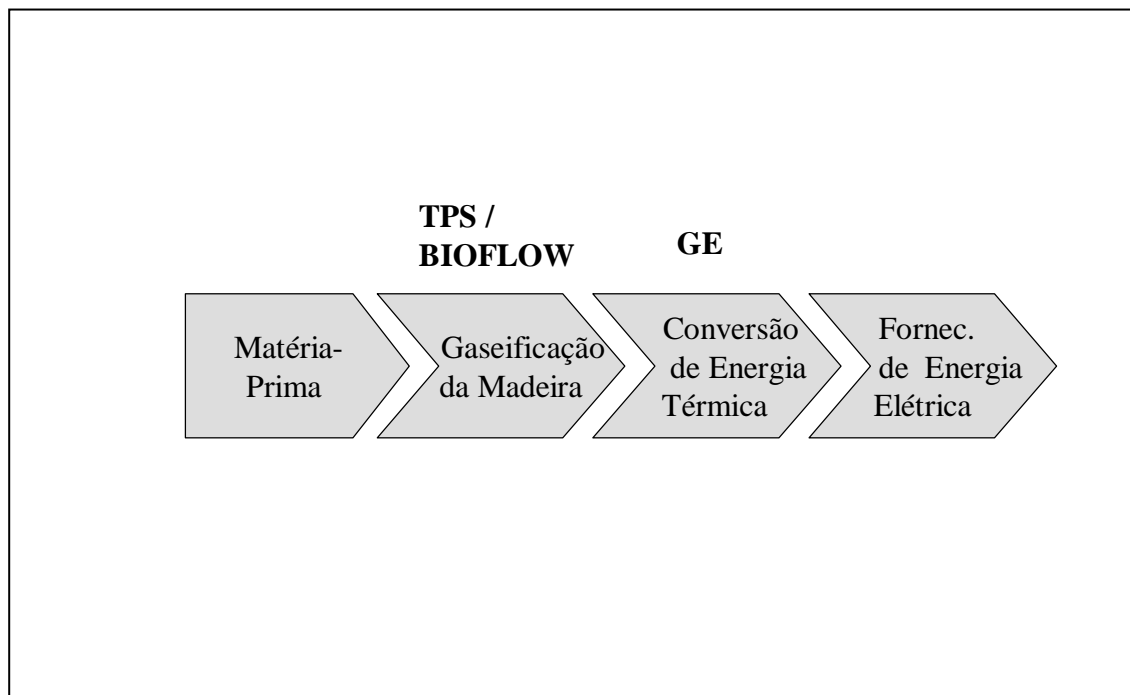 TPS /
BIOFLOW
GE
Matéria-
Prima
Gaseificação
da Madeira
Conversão
de Energia
Térmica
Fornec.
de Energia
Elétrica